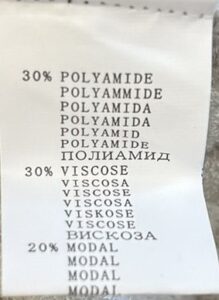 30% POLYAMIDE
POLYAMMIDE
POLYAMIDA
POLYAMIDA
POLYAMID
POLYAMIDE
ПОЛИАМИД
30% VISCOSE
VISCOSA
VISCOSE
VISCOSA
VISKOSE
VISCOSE
ВИСКОЗА
20% MODAL
MODAL
MODAL
MODAL